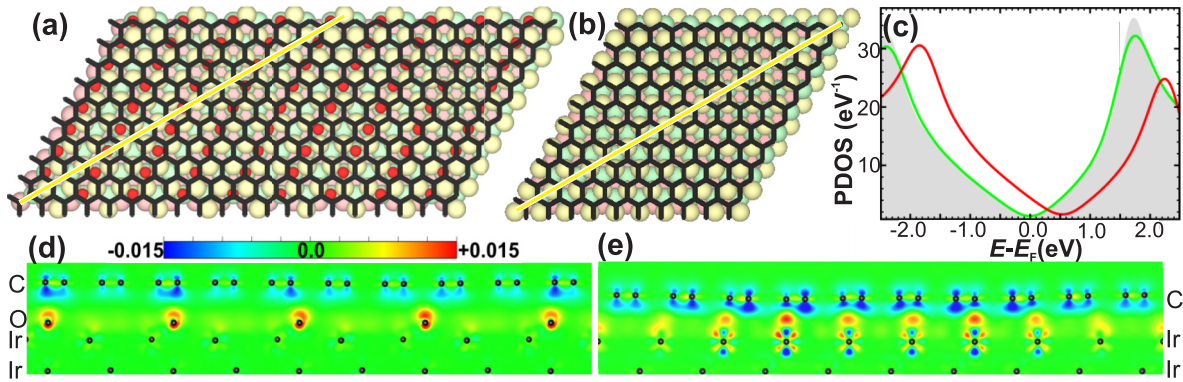 (a)
(b)
(c)
PDOS (eV⁻¹)
30
20
10
-2.0 -1.0 0.0 1.0 2.0
E-E_F(eV)
(d)
-0.015 0.0 +0.015
C
O
Ir
Ir
(e)
C
Ir
Ir